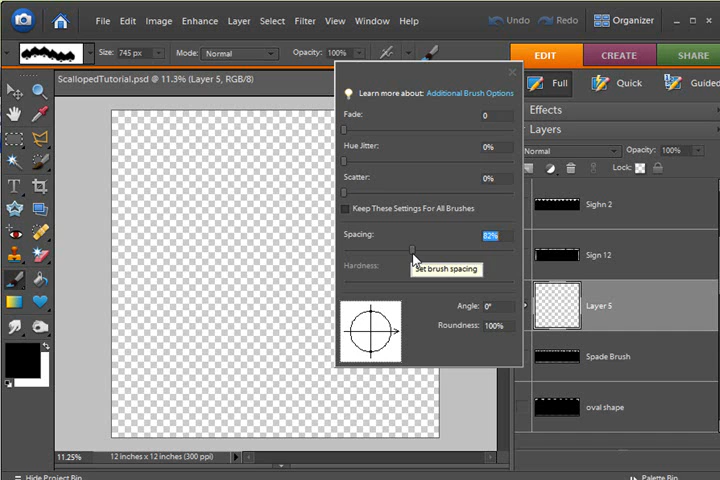 File Edit Image Enhance Layer Select Filter View Window Help Undo Redo Organizer
Size: 745 px Mode: Normal Opacity: 100% EDIT CREATE SHARE
ScallopedTutorial.psd @ 11.3% (Layer 5, RGB/8)
Full Quick Guided
Learn more about: Additional Brush Options
Fade: 0
Hue Jitter: 0%
Scatter: 0%
Keep These Settings For All Brushes
Spacing: 82%
Set brush spacing
Hardness:
Angle: 0°
Roundness: 100%
Effects
Layers
Normal Opacity: 100%
Lock:
Sighn 2
Sign 12
Layer 5
Spade Brush
oval shape
11.25% 12 inches x 12 inches (300 ppi)
Hide Project Bin Palette Bin